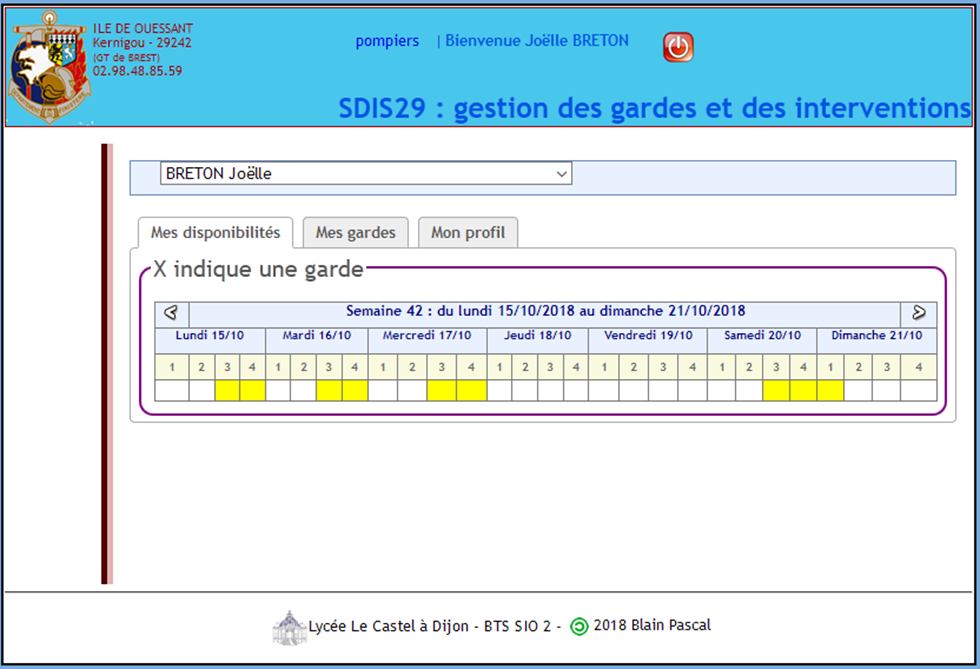 ILE DE OUESSANT
Kernigou - 29242
(GT de BREST)
02.98.48.85.59
pompiers | Bienvenue Joëlle BRETON
SDIS29 : gestion des gardes et des interventions
BRETON Joëlle
Mes disponibilités Mes gardes Mon profil
X indique une garde
Semaine 42 : du lundi 15/10/2018 au dimanche 21/10/2018
Lundi 15/10 Mardi 16/10 Mercredi 17/10 Jeudi 18/10 Vendredi 19/10 Samedi 20/10 Dimanche 21/10
1 2 3 4 1 2 3 4 1 2 3 4 1 2 3 4 1 2 3 4 1 2 3 4 1 2 3 4
Lycée Le Castel à Dijon - BTS SIO 2 - 2018 Blain Pascal